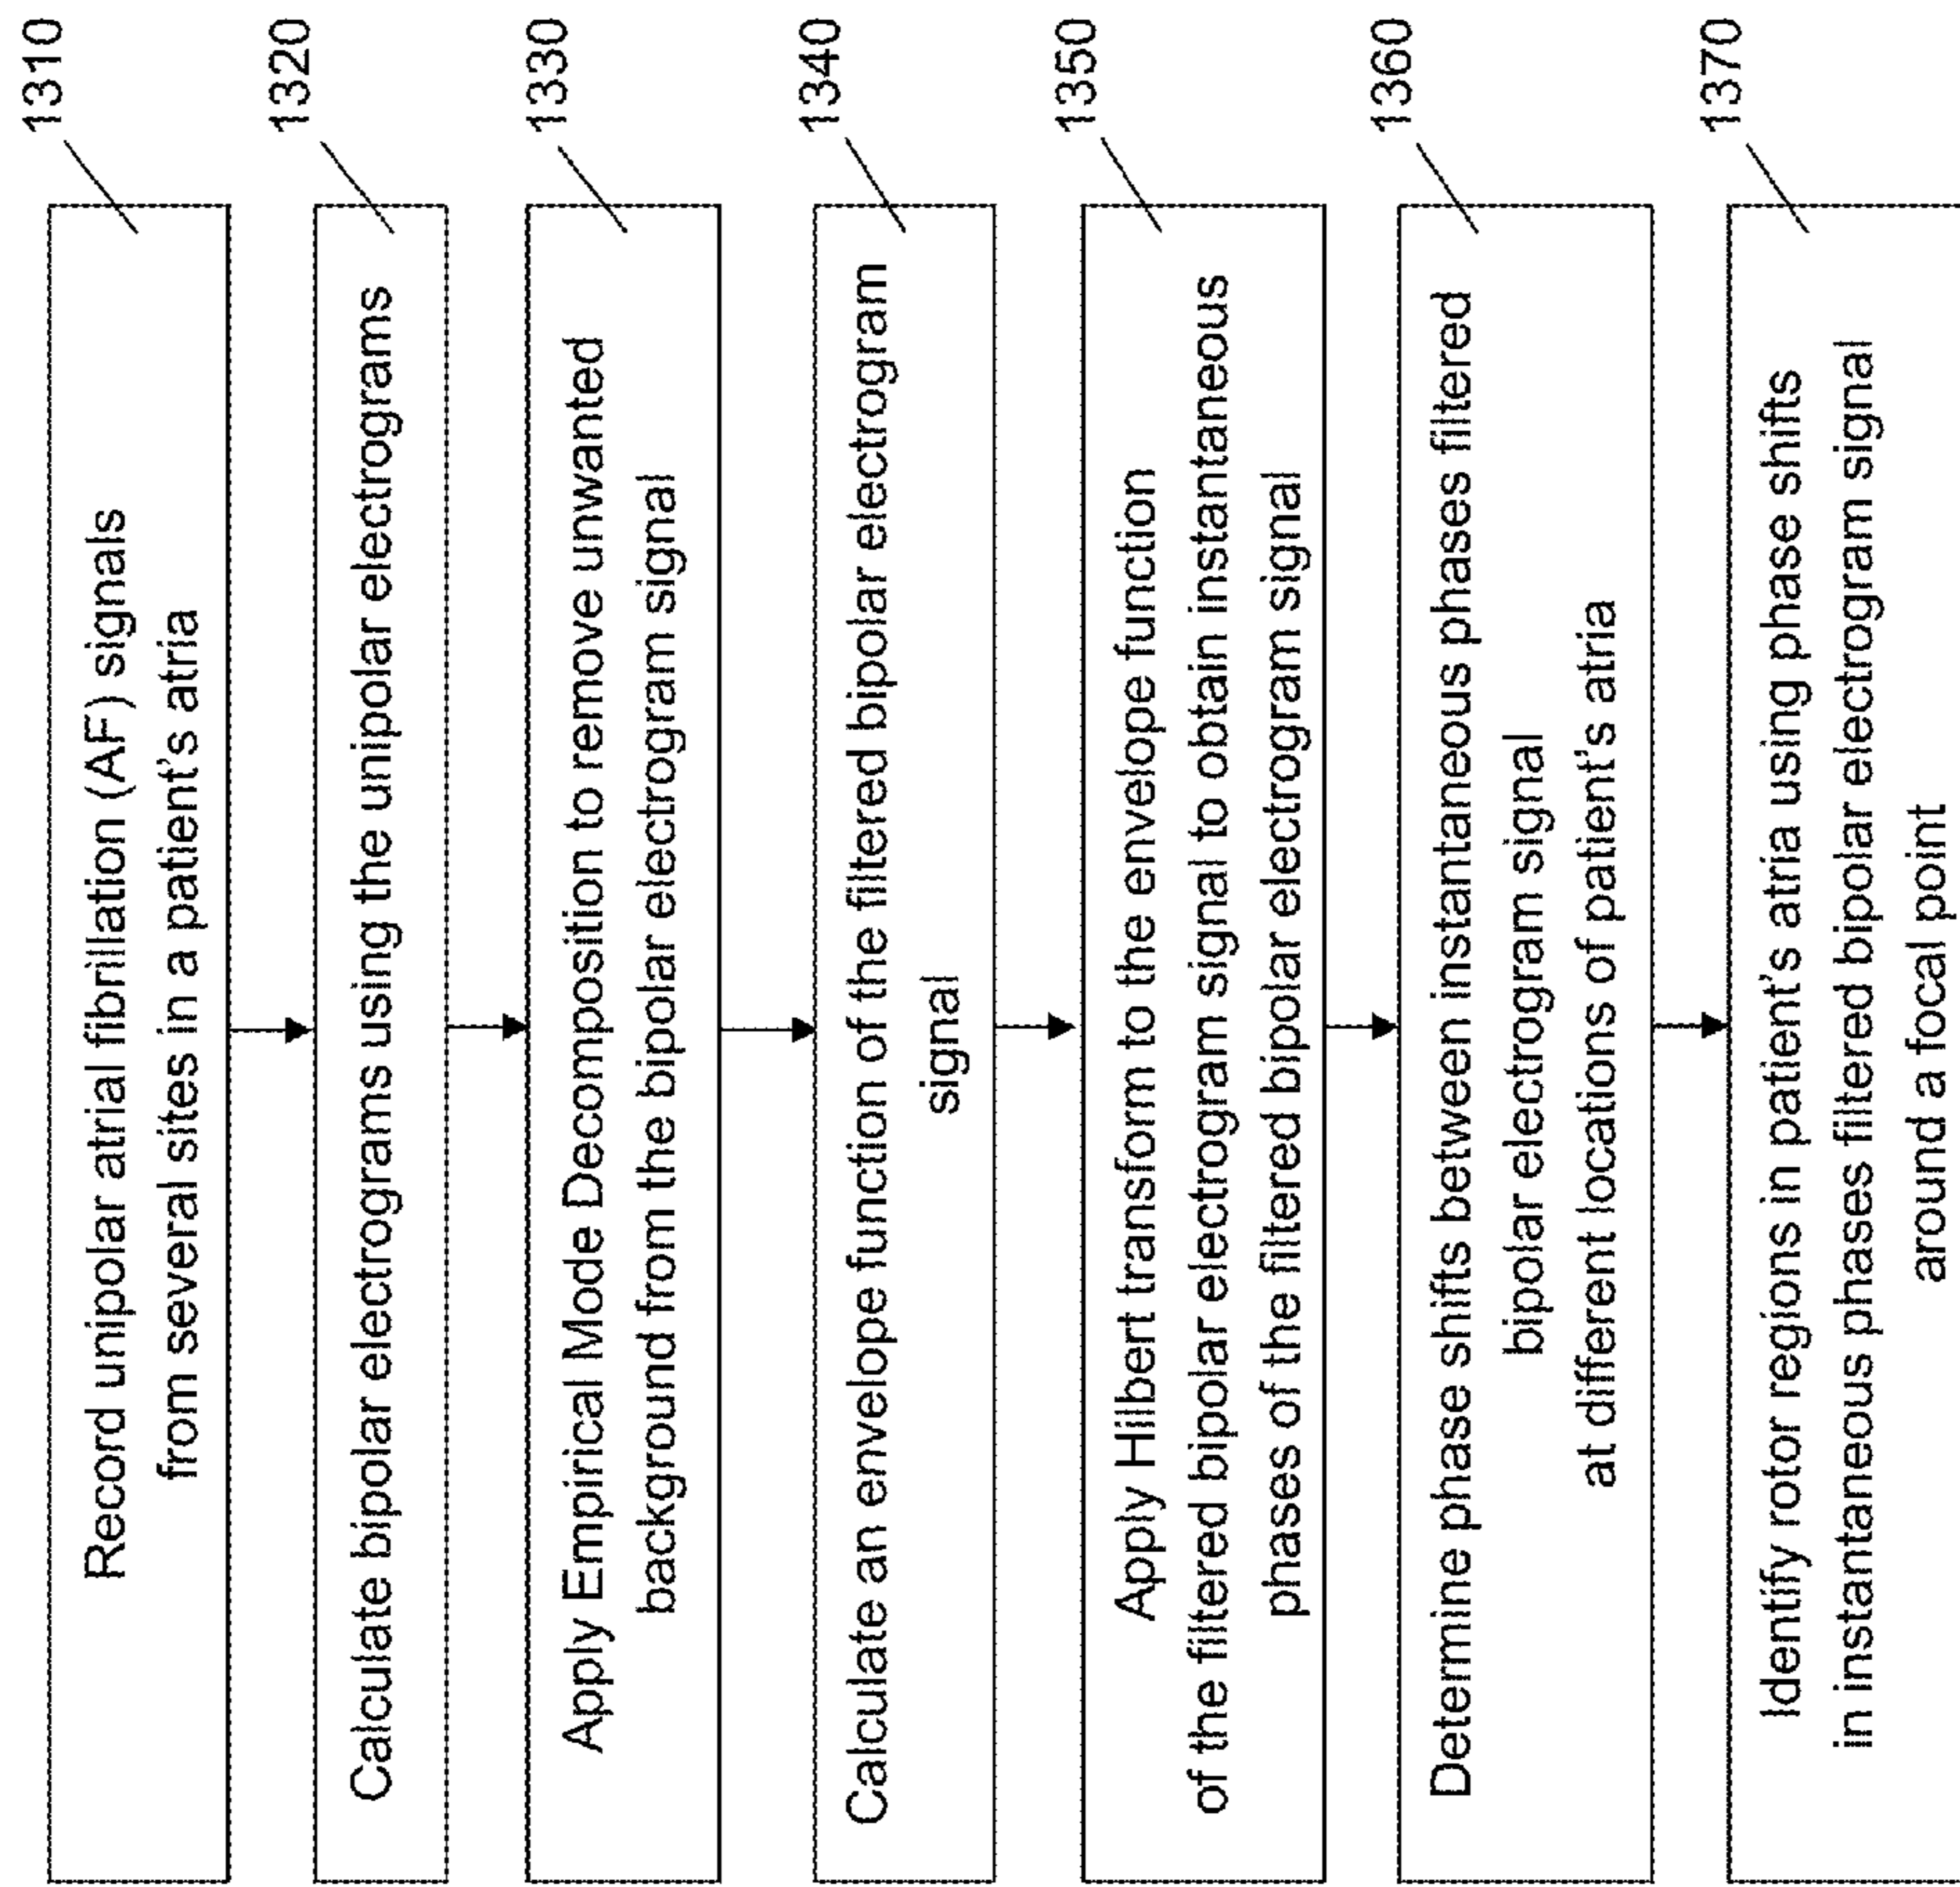 1310
Record unipolar atrial fibrillation (AF) signals
from several sites in a patient's atria
1320
Calculate bipolar electrograms using the unipolar electrograms
1330
Apply Empirical Mode Decomposition to remove unwanted
background from the bipolar electrogram signal
1340
Calculate an envelope function of the filtered bipolar electrogram
signal
1350
Apply Hilbert transform to the envelope function
of the filtered bipolar electrogram signal to obtain instantaneous
phases of the filtered bipolar electrogram signal
1360
Determine phase shifts between instantaneous phases filtered
bipolar electrogram signal
at different locations of patient's atria
1370
Identify rotor regions in patient's atria using phase shifts
in instantaneous phases filtered bipolar electrogram signal
around a focal point